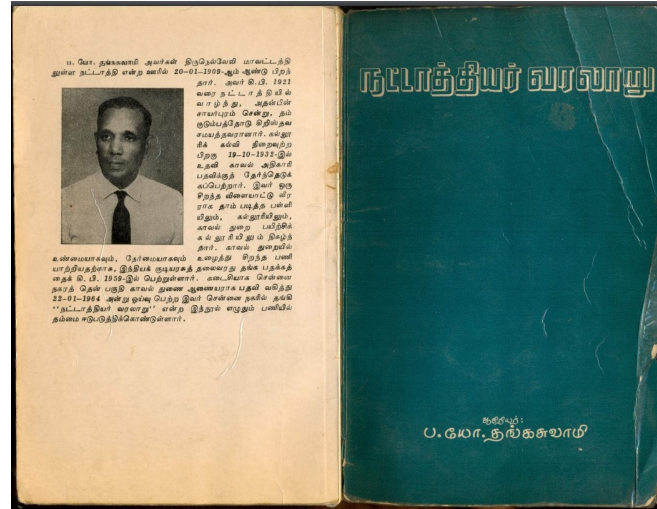 ப. யோ. தங்கசுவாமி அவர்கள் திருநெல்வேலி மாவட்டத்தி
லுள்ள நட்டாத்தி என்ற ஊரில் 20-01-1909-ஆம் ஆண்டு பிறந்
தார். அவர் கி.பி. 1921
வரை நட்டாத்தியில்
வாழ்ந்து, அதன்பின்
சாயர்புரம் சென்று, தம்
குடும்பத்தோடு கிறிஸ்தவ
சமயத்தவரானார். கல்லூ
ரிக் கல்வி நிறைவுற்ற
பிறகு 19-10-1932-இல்
உதவி காவல் அதிகாரி
பதவிக்குத் தேர்ந்தெடுக்
கப்பெற்றார். இவர் ஒரு
சிறந்த விளையாட்டு வீர
ராக தாம் படித்த பள்ளி
யிலும், கல்லூரியிலும்,
காவல் துறை பயிற்சிக்
கல்லூரியிலும் திகழ்ந்
தார். காவல் துறையில்
உண்மையாகவும், நேர்மையாகவும் உழைத்து சிறந்த பணி
யாற்றியதற்காக, இந்தியக் குடியரசுத் தலைவரது தங்க பதக்கத்
தைக் கி. பி. 1959-இல் பெற்றுள்ளார். கடைசியாக சென்னை
நகரத் தென் பகுதி காவல் துணை ஆணையராக பதவி வகித்து
22-01-1964 அன்று ஓய்வு பெற்ற இவர் சென்னை நகரில் தங்கி
"நட்டாத்தியர் வரலாறு" என்ற இந்நூல் எழுதும் பணியில்
தம்மை ஈடுபடுத்திக்கொண்டுள்ளார்.
நட்டாத்தியர் வரலாறு
ஆசிரியர்:
ப. யோ. தங்கசுவாமி